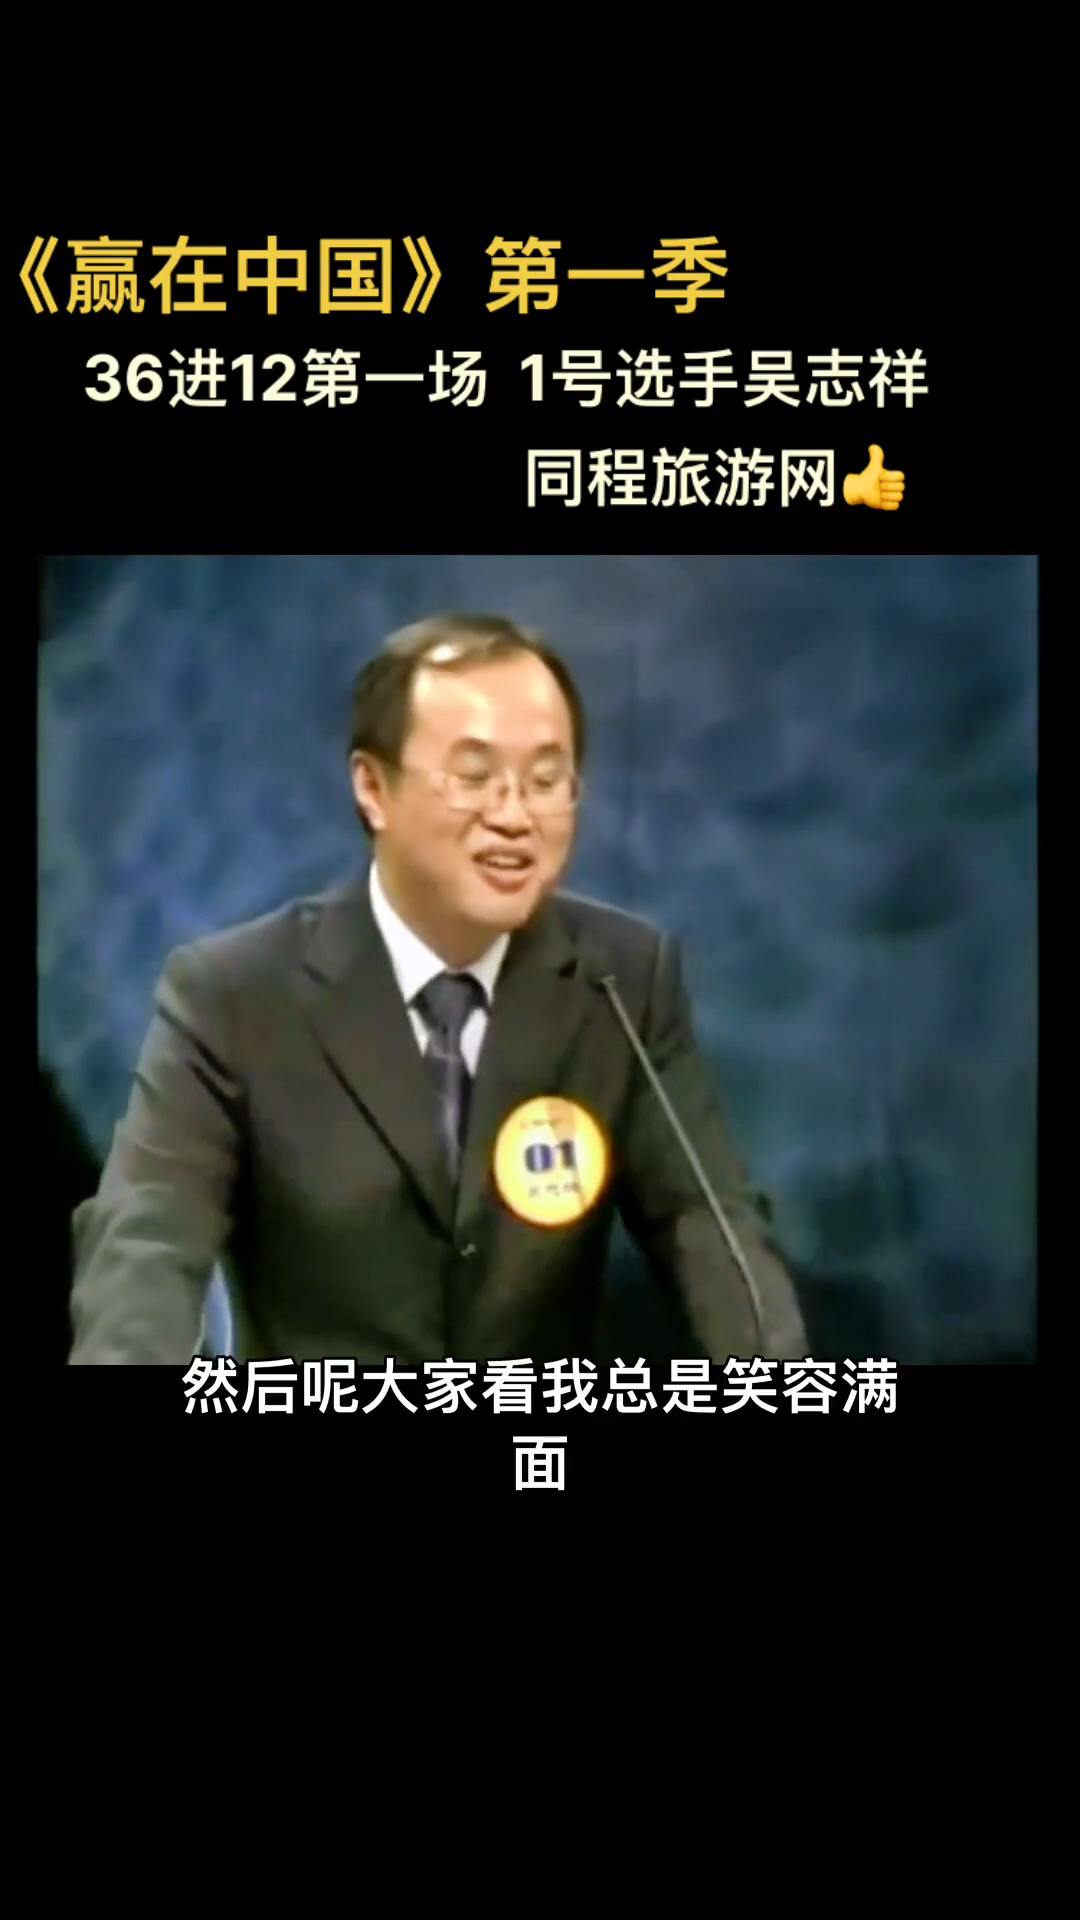 《赢在中国》第一季
36进12第一场 1号选手吴志祥
同程旅游网👍
01
然后呢大家看我总是笑容满
面